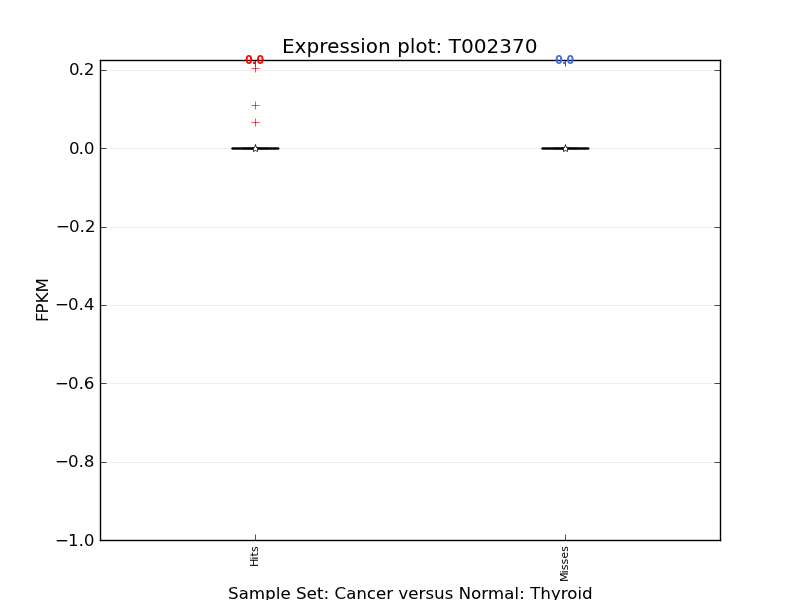 Expression plot: T002370
0.0 0.0
0.2
0.0
−0.2
−0.4
−0.6
−0.8
−1.0
FPKM
Hits
Misses
Sample Set: Cancer versus Normal: Thyroid